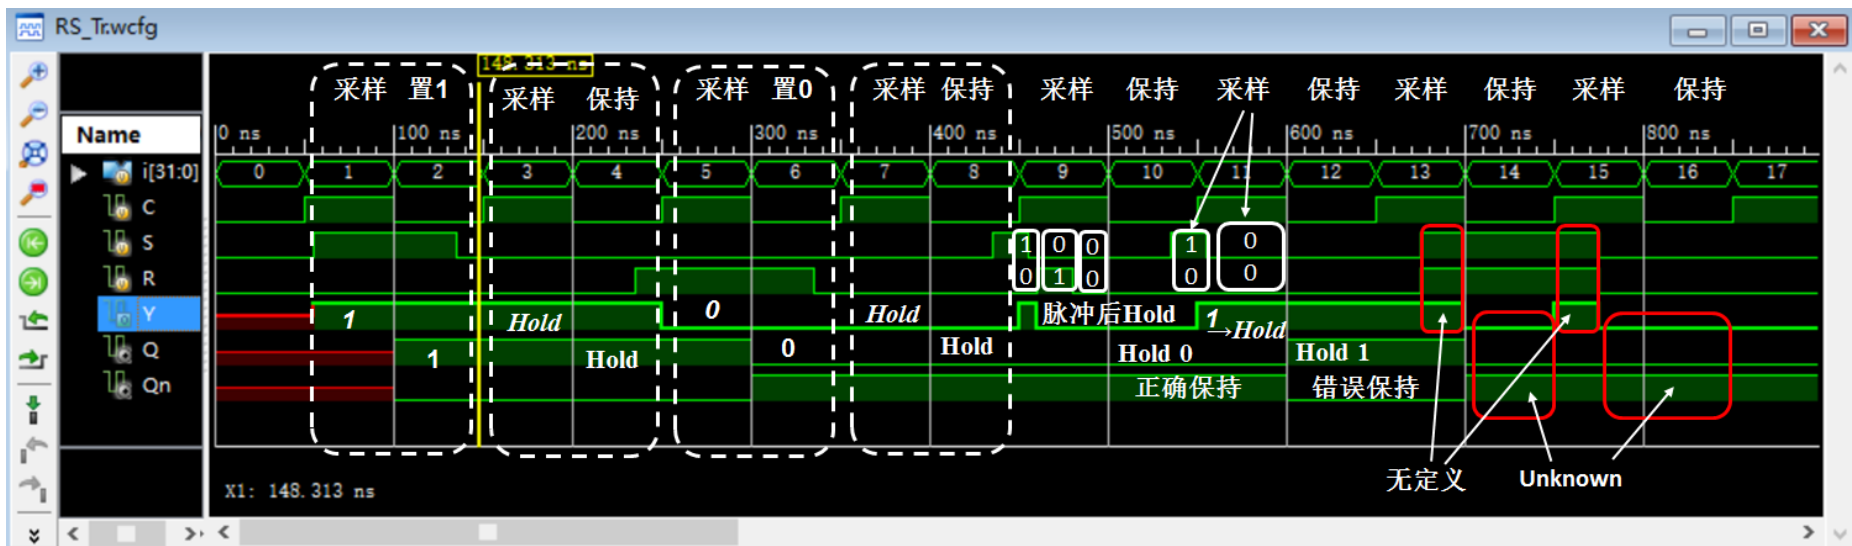 RS_Tr.wcfg
148.313 ns
采样 置1 采样 保持 采样 置0 采样 保持 采样 保持 采样 保持 采样 保持 采样 保持
Name
0 ns 100 ns 200 ns 300 ns 400 ns 500 ns 600 ns 700 ns 800 ns
i[31:0] 0 1 2 3 4 5 6 7 8 9 10 11 12 13 14 15 16 17
C
S 1 0 0 1 0
R 0 1 0 0 0
Y 1 Hold 0 Hold 脉冲后Hold 1→Hold
Q 1 Hold 0 Hold Hold 0 Hold 1
Qn 正确保持 错误保持
无定义 Unknown
X1: 148.313 ns